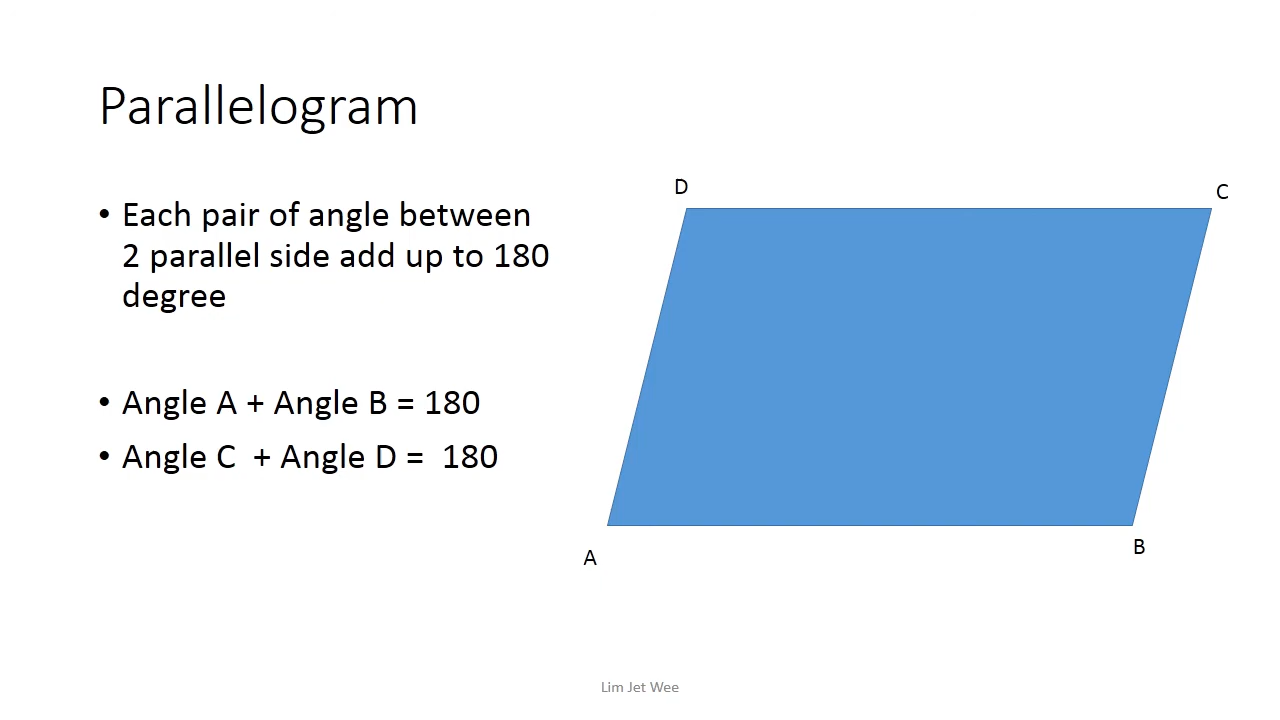 Parallelogram
• Each pair of angle between
2 parallel side add up to 180
degree
• Angle A + Angle B = 180
• Angle C  + Angle D =  180
D
C
A
B
Lim Jet Wee